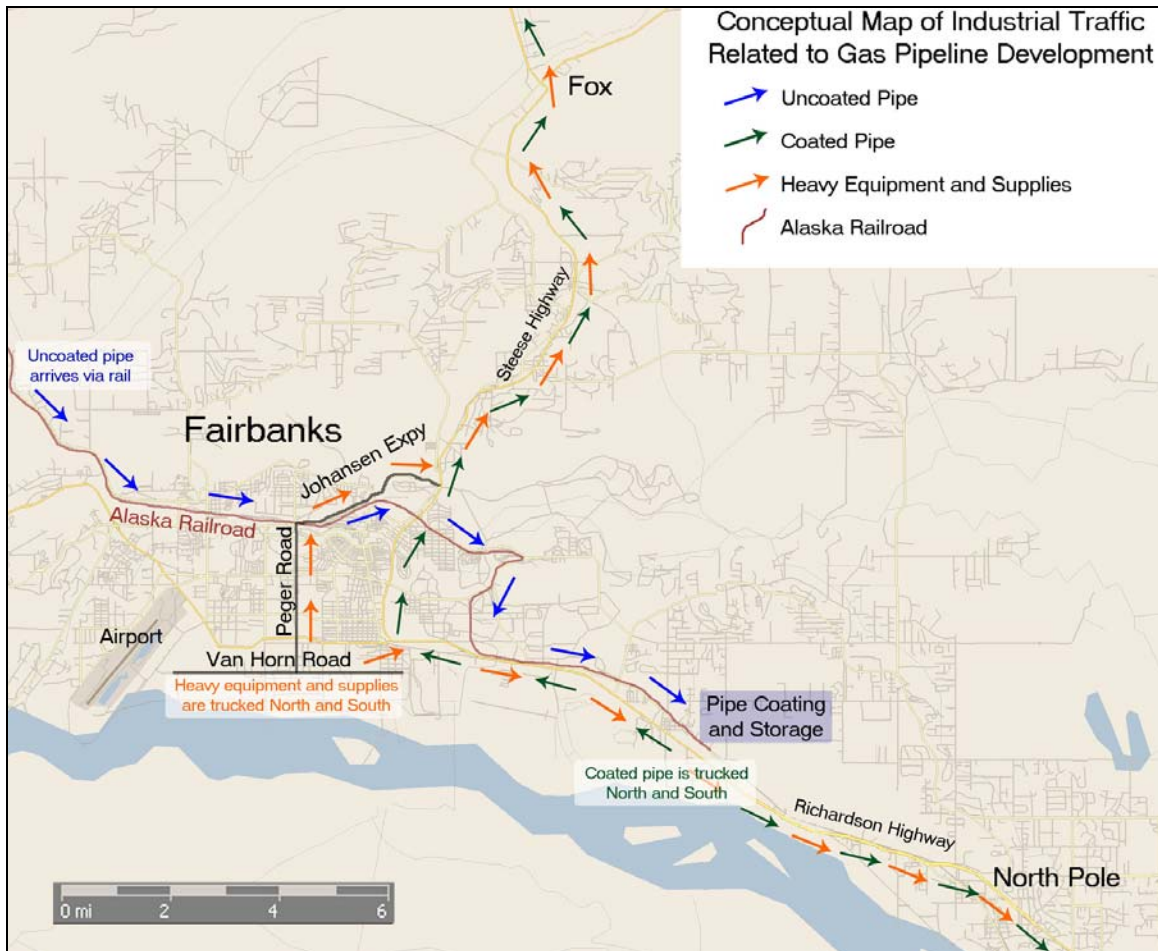 Conceptual Map of Industrial Traffic
Related to Gas Pipeline Development
Uncoated Pipe
Coated Pipe
Heavy Equipment and Supplies
Alaska Railroad
Fox
Steese Highway
Uncoated pipe
arrives via rail
Fairbanks
Johansen Expy
Alaska Railroad
Peger Road
Airport
Van Horn Road
Heavy equipment and supplies
are trucked North and South
Pipe Coating
and Storage
Coated pipe is trucked
North and South
Richardson Highway
North Pole
0 mi 2 4 6